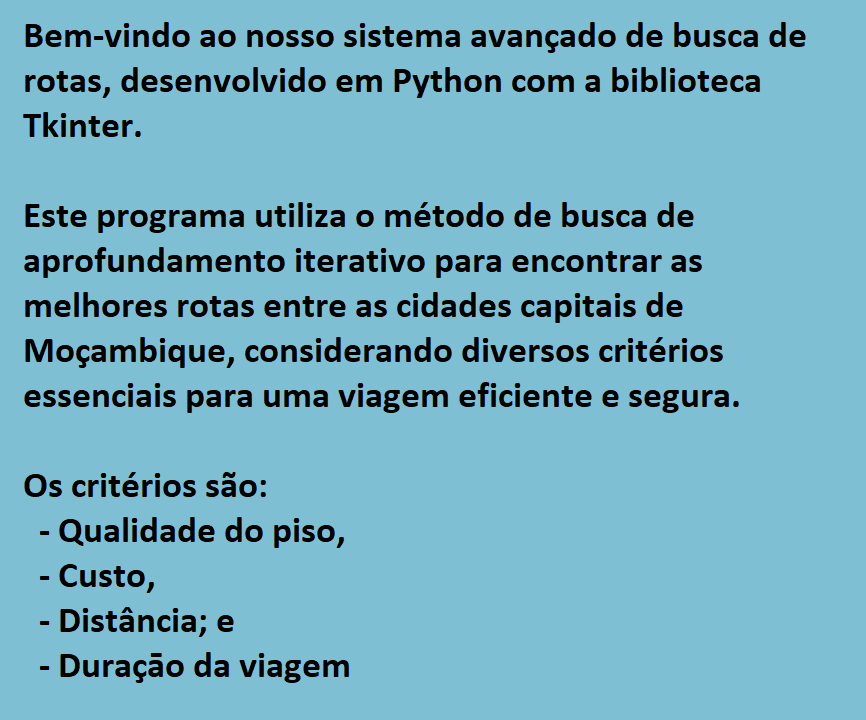 Bem-vindo ao nosso sistema avançado de busca de
rotas, desenvolvido em Python com a biblioteca
Tkinter.
Este programa utiliza o método de busca de
aprofundamento iterativo para encontrar as
melhores rotas entre as cidades capitais de
Moçambique, considerando diversos critérios
essenciais para uma viagem eficiente e segura.
Os critérios são:
- Qualidade do piso,
- Custo,
- Distância; e
- Duração da viagem